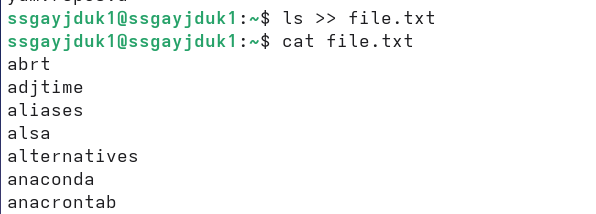 ssgayjduk1@ssgayjduk1:~$ ls >> file.txt
ssgayjduk1@ssgayjduk1:~$ cat file.txt
abrt
adjtime
aliases
alsa
alternatives
anaconda
anacrontab